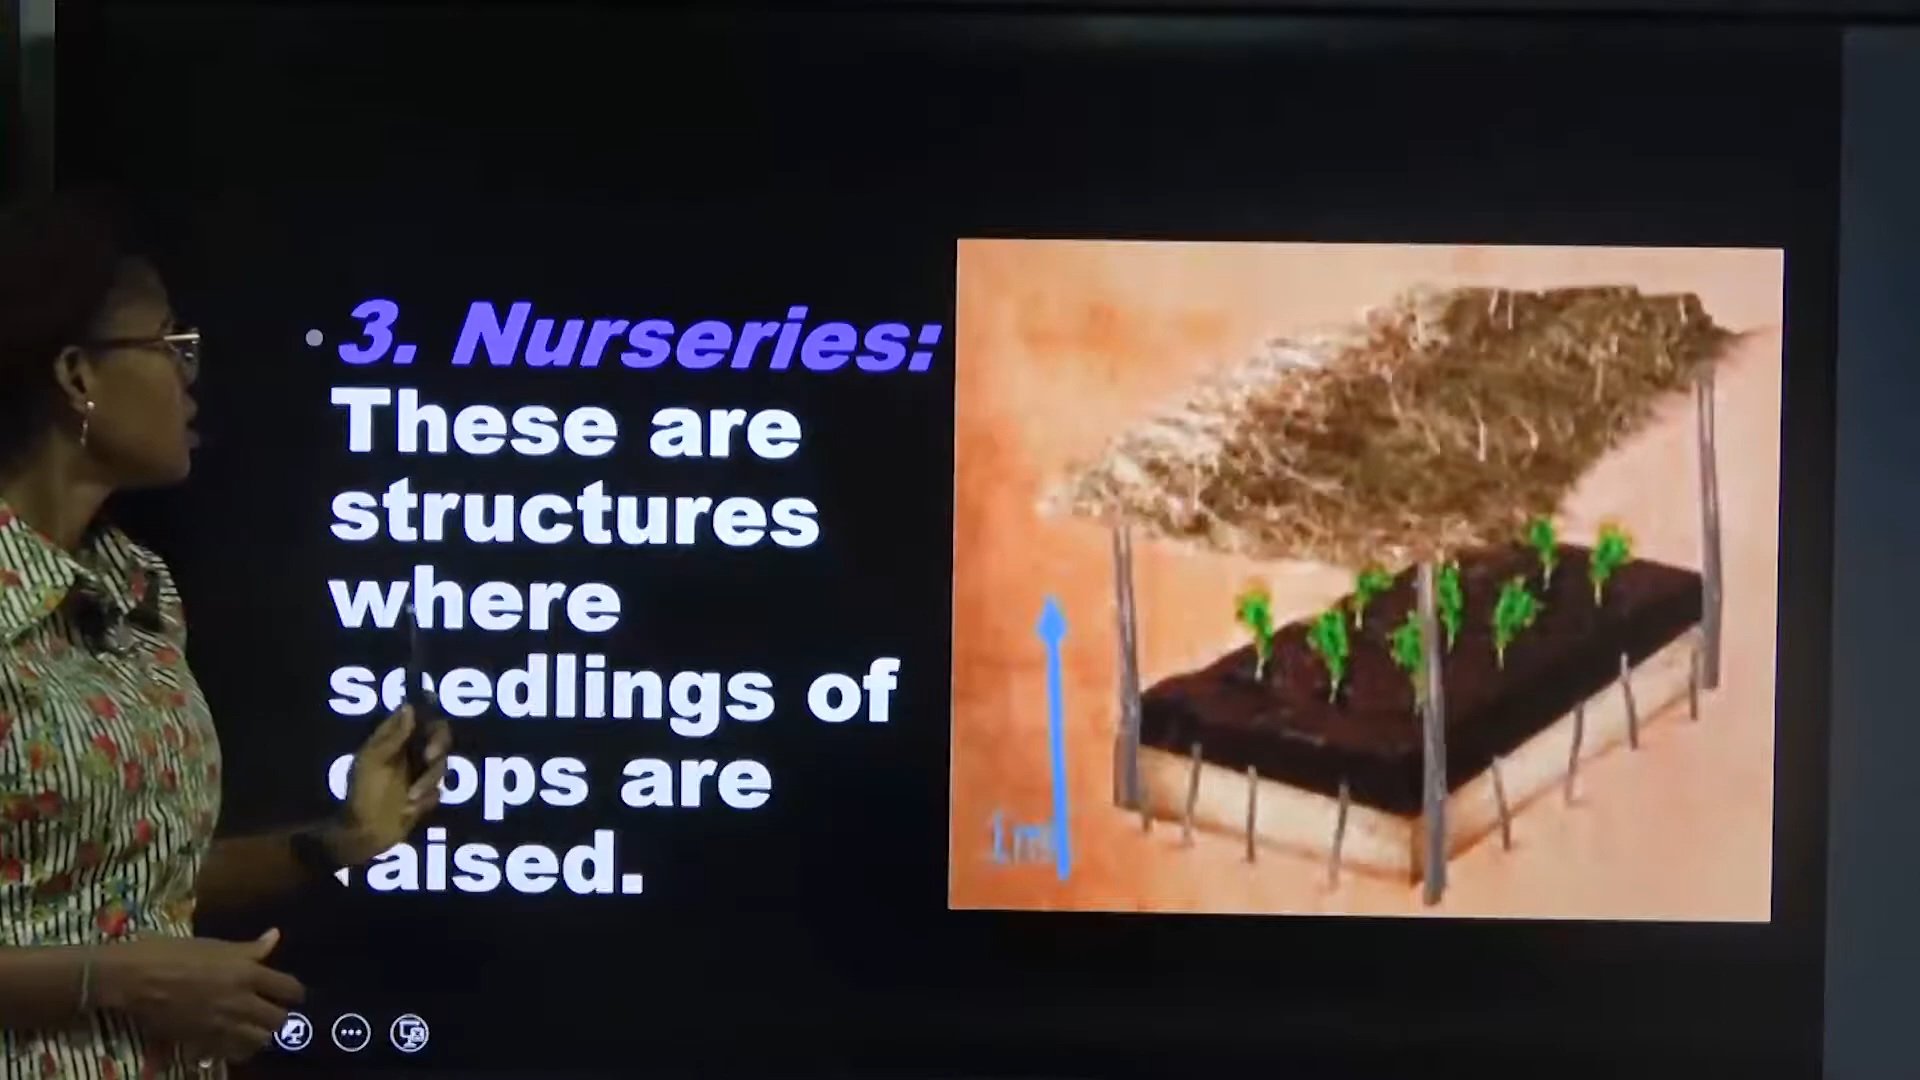 3. Nurseries:
These are
structures
where
seedlings of
crops are
raised.
1m